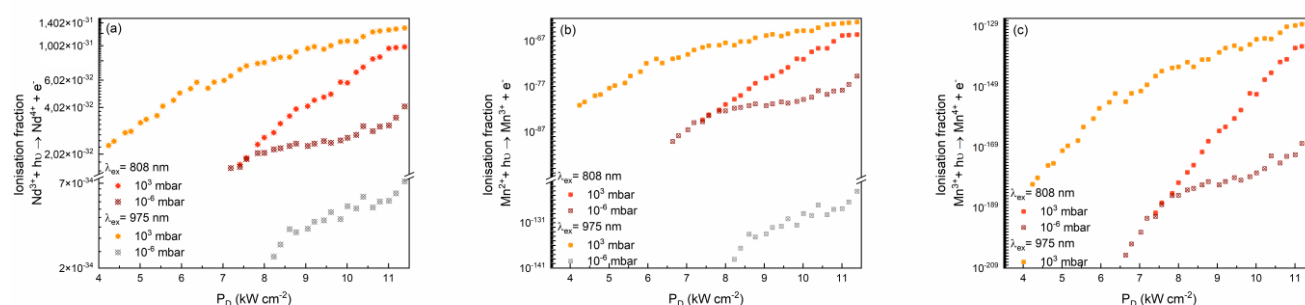 (a)
Ionisation fraction
Nd³⁺+ hυ → Nd⁴⁺ + e⁻
1,402×10⁻³¹
1,002×10⁻³¹
6,02×10⁻³²
4,02×10⁻³²
2,02×10⁻³²
7×10⁻³⁴
2×10⁻³⁴
λex= 808 nm
10³ mbar
10⁻⁶ mbar
λex= 975 nm
10³ mbar
10⁻⁶ mbar
4 5 6 7 8 9 10 11
PD (kW cm⁻²)
(b)
Ionisation fraction
Mn²⁺+ hυ → Mn³⁺ + e⁻
10⁻⁶⁷
10⁻⁷⁷
10⁻⁸⁷
10⁻¹³¹
10⁻¹⁴¹
λex= 808 nm
10³ mbar
10⁻⁶ mbar
λex= 975 nm
10³ mbar
10⁻⁶ mbar
4 5 6 7 8 9 10 11
PD (kW cm⁻²)
(c)
Ionisation fraction
Mn³⁺+ hυ → Mn⁴⁺ + e⁻
10⁻¹²⁹
10⁻¹⁴⁹
10⁻¹⁶⁹
10⁻¹⁸⁹
10⁻²⁰⁹
λex= 808 nm
10³ mbar
10⁻⁶ mbar
λex= 975 nm
10³ mbar
4 5 6 7 8 9 10 11
PD (kW cm⁻²)